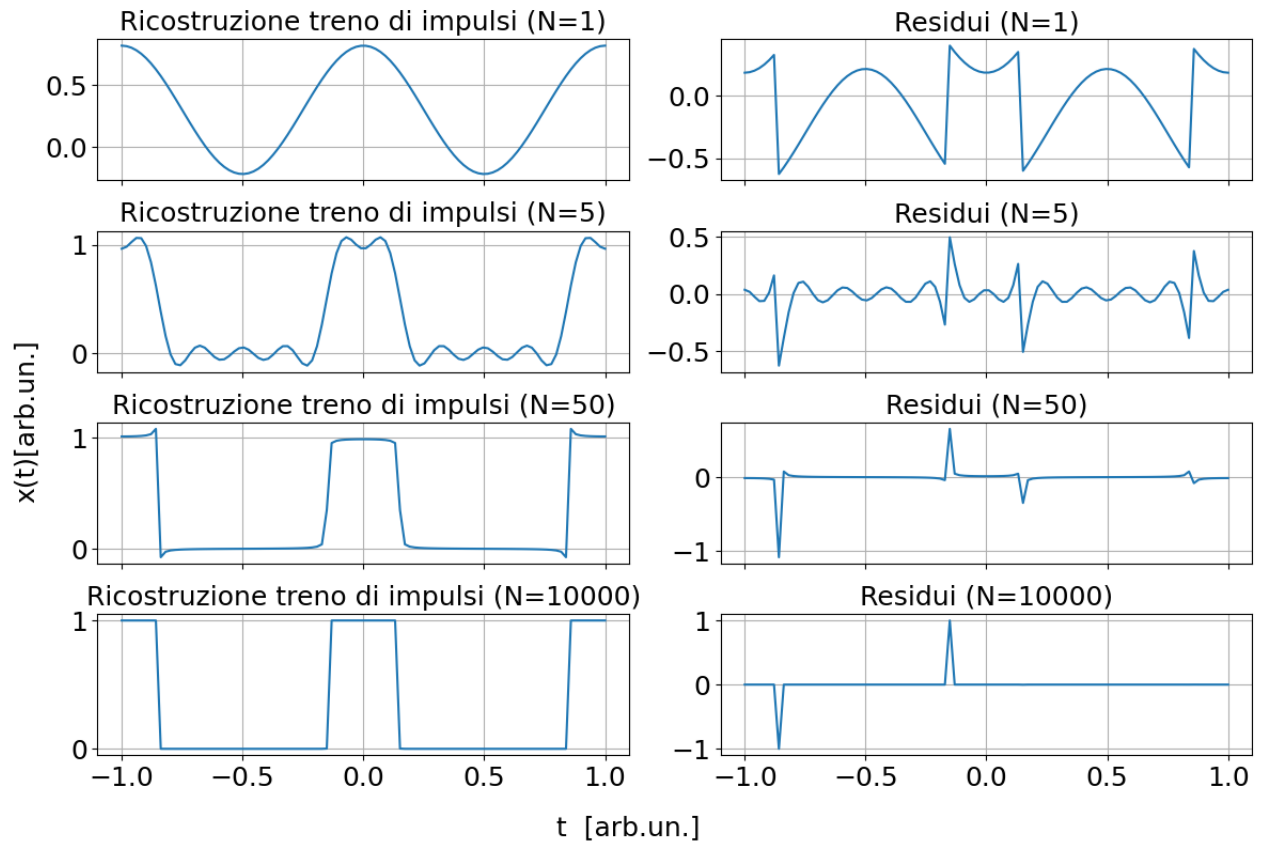 Ricostruzione treno di impulsi (N=1)
Residui (N=1)
0.5
0.0
0.0
−0.5
Ricostruzione treno di impulsi (N=5)
Residui (N=5)
1
0
0.5
0.0
−0.5
Ricostruzione treno di impulsi (N=50)
Residui (N=50)
1
0
0
−1
Ricostruzione treno di impulsi (N=10000)
Residui (N=10000)
1
0
1
0
−1
−1.0 −0.5 0.0 0.5 1.0
−1.0 −0.5 0.0 0.5 1.0
x(t)[arb.un.]
t [arb.un.]